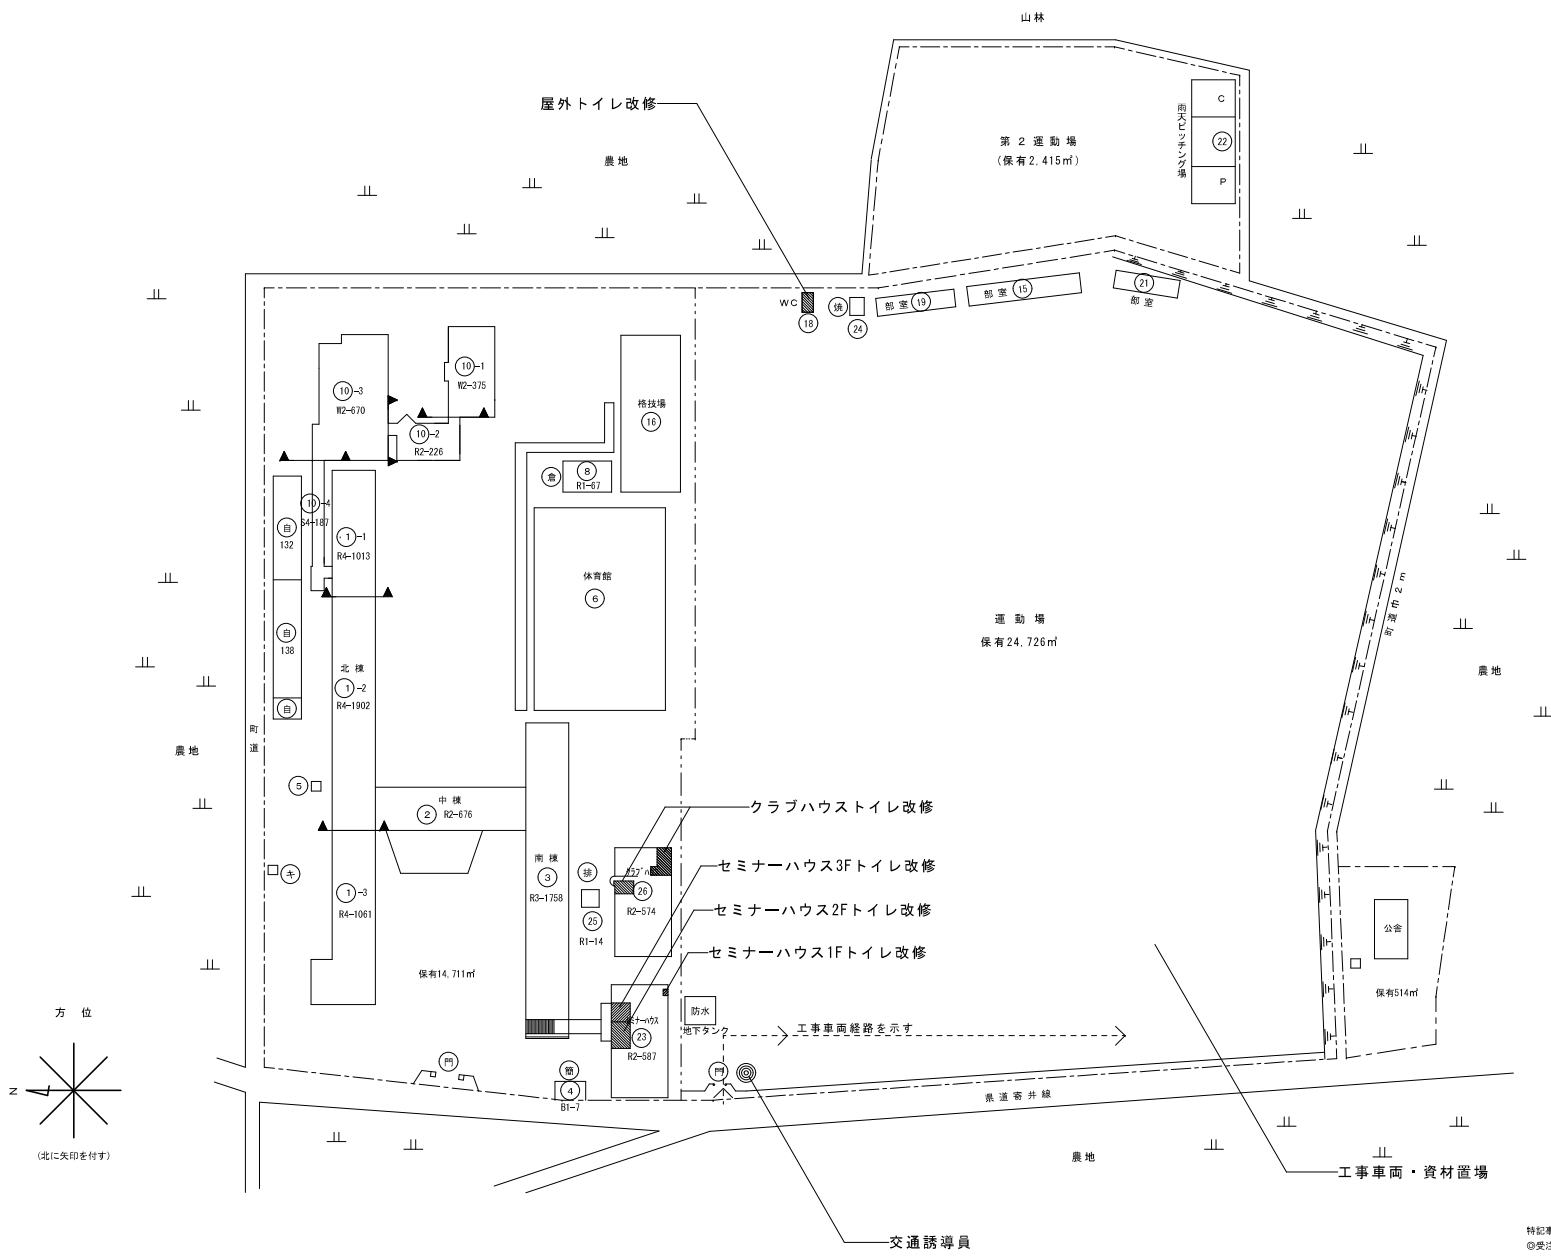 山林
屋外トイレ改修
農地
第2運動場
(保有2,415㎡)
雨天ピッチング場
C
22
P
WC
18
焼
24
部室 19
部室 15
21
部室
10-3
W2-670
10-1
W2-375
10-2
R2-226
格技場
16
倉
8
R1-67
10-4
S4-187
自
132
1-1
R4-1013
体育館
6
自
138
運動場
保有24,726㎡
町道巾2m
北棟
1-2
R4-1902
自
農地
町道
農地
5
中棟
2 R2-676
クラブハウストイレ改修
南棟
3
R3-1758
排
25
R1-14
26
R2-574
セミナーハウス3Fトイレ改修
セミナーハウス2Fトイレ改修
セミナーハウス1Fトイレ改修
キ
1-3
R4-1061
保有14,711㎡
公舎
保有514㎡
方位
N
(北に矢印を付す)
防水
地下タンク
工事車両経路を示す
23
R2-587
門
簡
4
B1-7
門
県道寄井線
農地
工事車両・資材置場
交通誘導員